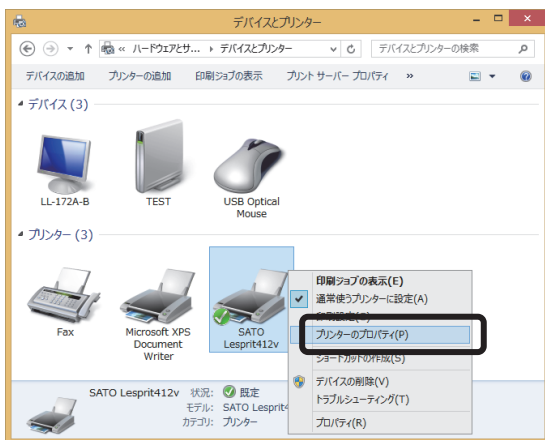 デバイスとプリンター
« ハードウェアとサ... ▸ デバイスとプリンター
デバイスとプリンターの検索
デバイスの追加 プリンターの追加 印刷ジョブの表示 プリント サーバー プロパティ »
デバイス (3)
LL-172A-B
TEST
USB Optical
Mouse
プリンター (3)
Fax
Microsoft XPS
Document
Writer
SATO
Lesprit412v
印刷ジョブの表示(E)
通常使うプリンターに設定(A)
プリンターのプロパティ(P)
ショートカットの作成(S)
デバイスの削除(V)
トラブルシューティング(T)
プロパティ(R)
SATO Lesprit412v 状況: 既定
モデル: SATO Lesprit4
カテゴリ: プリンター